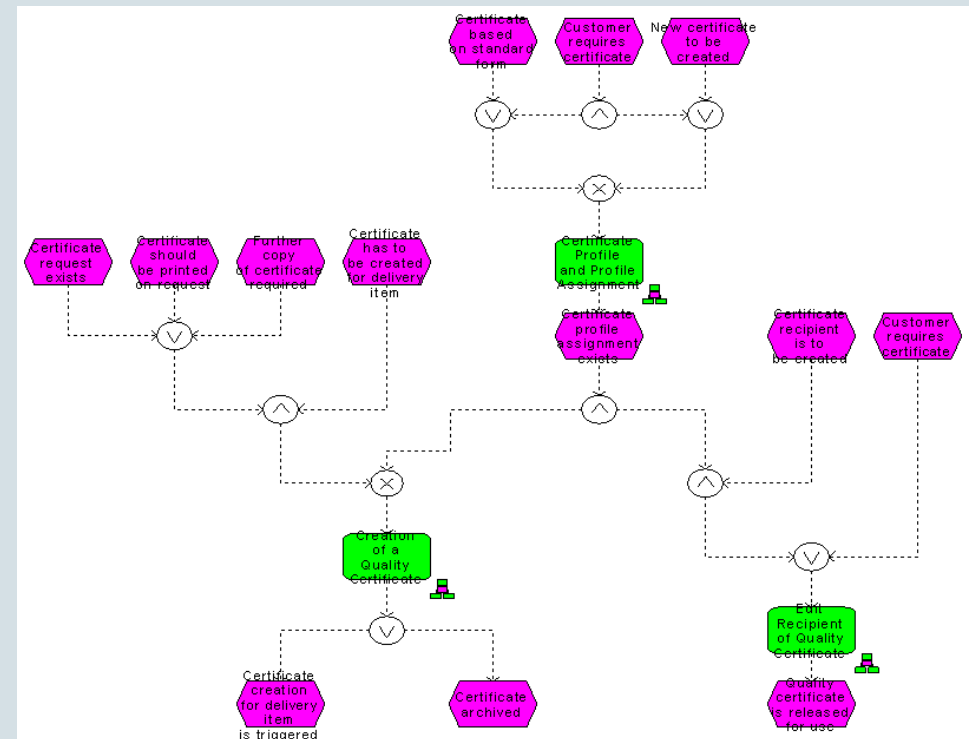 Certificate
based
on standard
form
Customer
requires
certificate
New certificate
to be
created
Certificate
request
exists
Certificate
should
be printed
on request
Further
copy
of certificate
required
Certificate
has to
be created
for delivery
item
Certificate
Profile
and Profile
Assignment
Certificate
profile
assignment
exists
Certificate
recipient
is to
be created
Customer
requires
certificate
Creation
of a
Quality
Certificate
Edit
Recipient
of Quality
Certificate
Certificate
creation
for delivery
item
is triggered
Certificate
archived
Quality
certificate
is released
for use